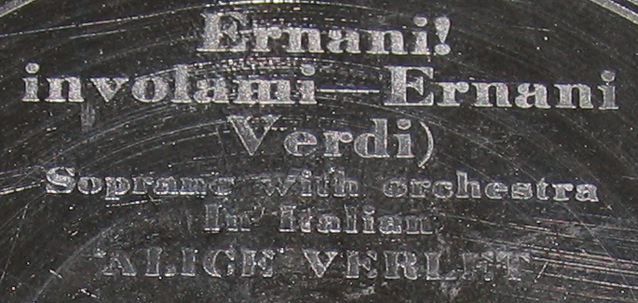 Ernani!
involami—Ernani
Verdi)
Soprano with orchestra
In Italian
ALICE VERLET